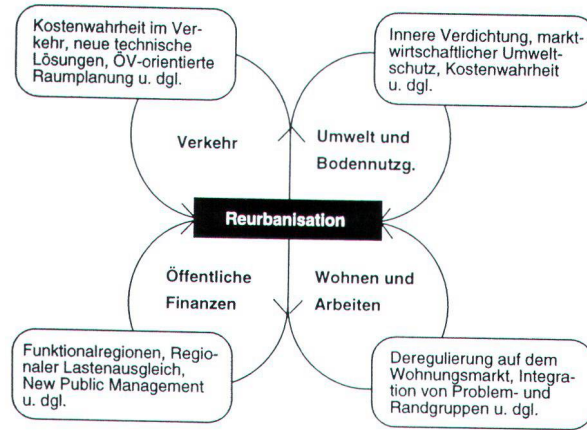 Kostenwahrheit im Ver-
kehr, neue technische
Lösungen, ÖV-orientierte
Raumplanung u. dgl.
Innere Verdichtung, markt-
wirtschaftlicher Umwelt-
schutz, Kostenwahrheit
u. dgl.
Verkehr
Umwelt und
Bodennutzg.
Reurbanisation
Öffentliche
Finanzen
Wohnen und
Arbeiten
Funktionalregionen, Regio-
naler Lastenausgleich,
New Public Management
u. dgl.
Deregulierung auf dem
Wohnungsmarkt, Integra-
tion von Problem- und
Randgruppen u. dgl.